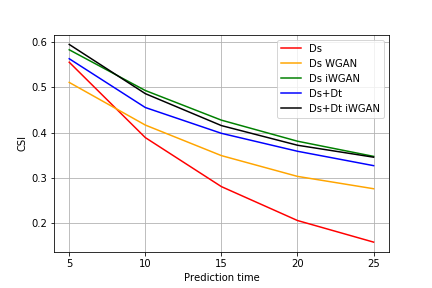 0.6
0.5
0.4
0.3
0.2
CSI
5
10
15
20
25
Prediction time
Ds
Ds WGAN
Ds iWGAN
Ds+Dt
Ds+Dt iWGAN